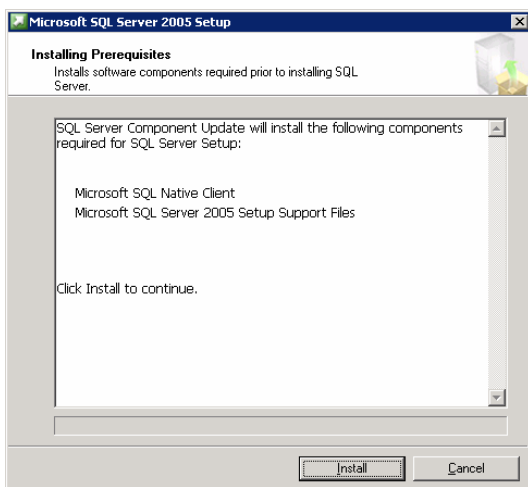 Microsoft SQL Server 2005 Setup
Installing Prerequisites
Installs software components required prior to installing SQL
Server.
SQL Server Component Update will install the following components
required for SQL Server Setup:
Microsoft SQL Native Client
Microsoft SQL Server 2005 Setup Support Files
Click Install to continue.
Install
Cancel